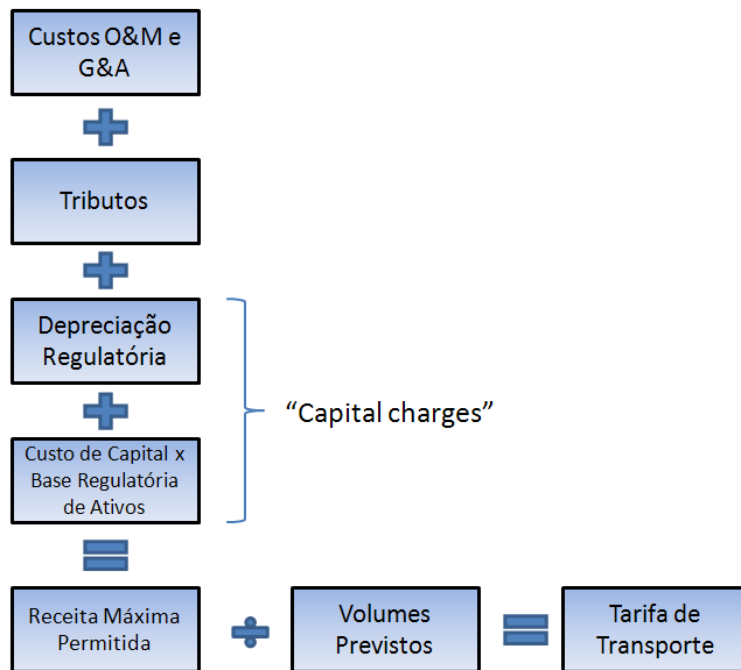 Custos O&M e
G&A
Tributos
Depreciação
Regulatória
Custo de Capital x
Base Regulatória
de Ativos
“Capital charges”
Receita Máxima
Permitida
Volumes
Previstos
Tarifa de
Transporte